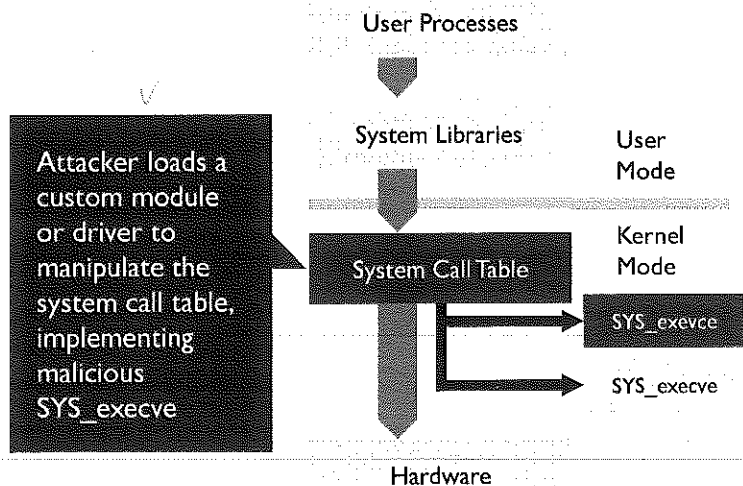 User Processes
System Libraries
User
Mode
Attacker loads a
custom module
or driver to
manipulate the
system call table,
implementing
malicious
SYS_execve
Kernel
Mode
System Call Table
SYS_exevce
SYS_execve
Hardware